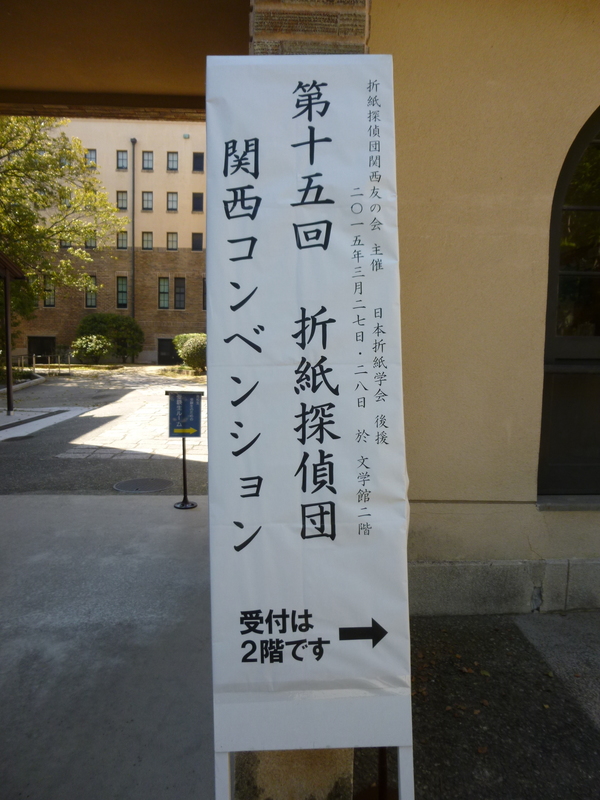 折紙探偵団関西友の会 主催 日本折紙学会 後援
二〇一五年三月二七日・二八日 於 文学館二階
第十五回 折紙探偵団
関西コンベンション
受付は
2階です